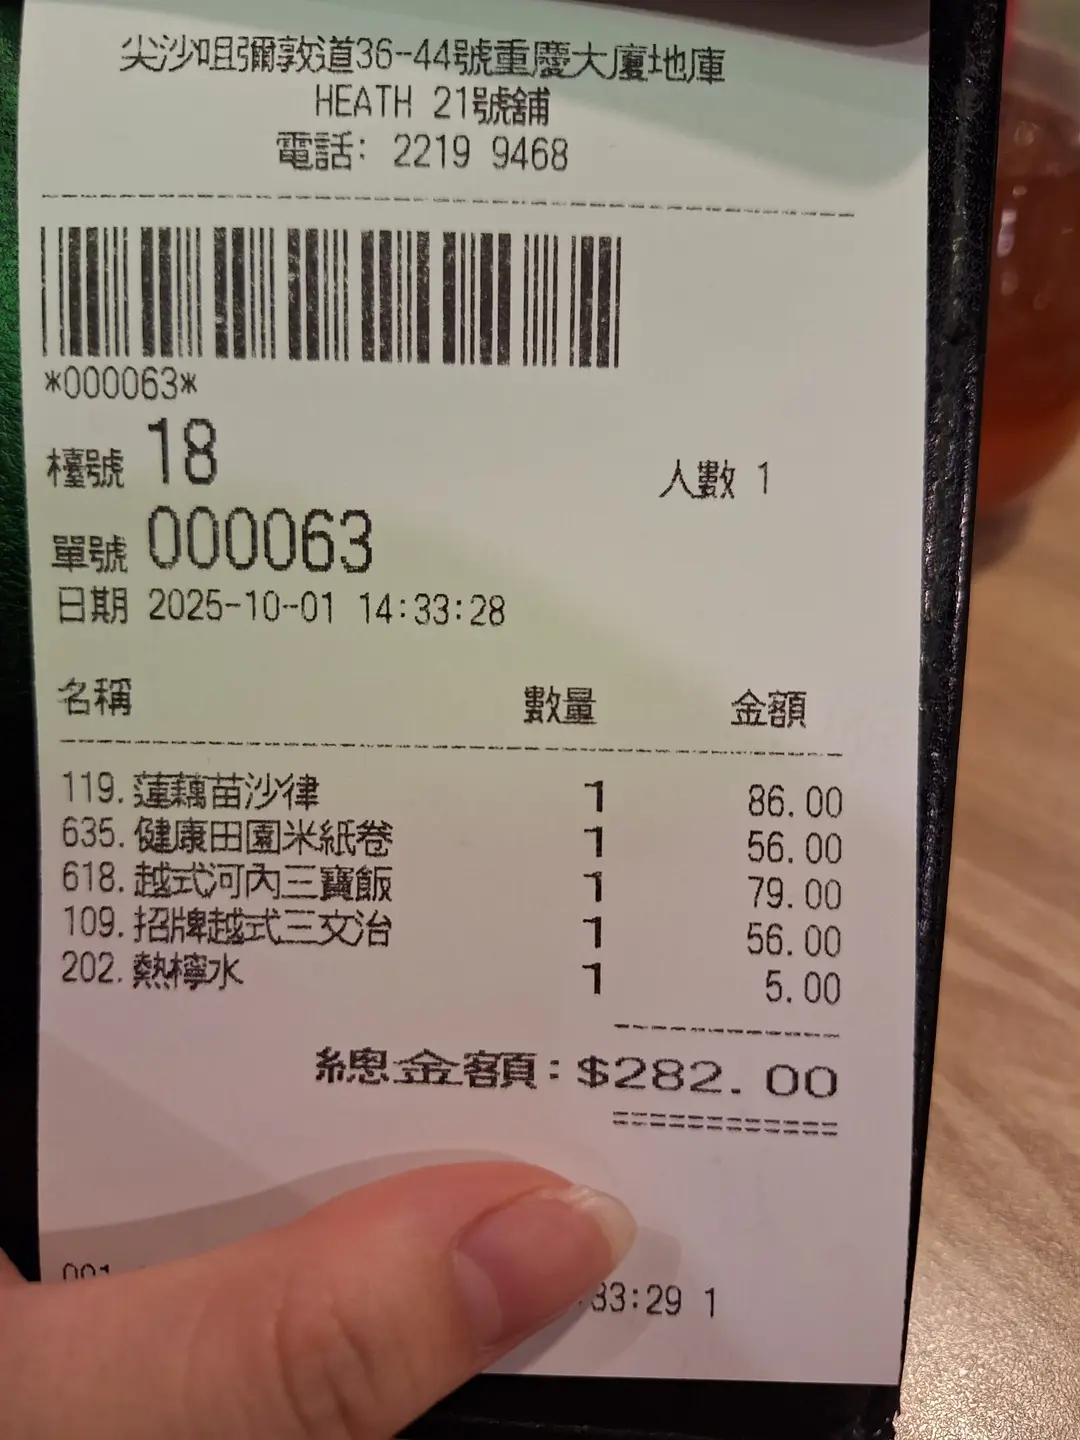 尖沙咀彌敦道36-44號重慶大廈地庫
HEATH 21號舖
電話: 2219 9468
*000063*
檯號 18 人數 1
單號 000063
日期 2025-10-01 14:33:28
名稱 數量 金額
119. 蓮藕苗沙律 1 86.00
635. 健康田園米紙卷 1 56.00
618. 越式河內三寶飯 1 79.00
109. 招牌越式三文治 1 56.00
202. 熱檸水 1 5.00
總金額: $282.00
33:29 1